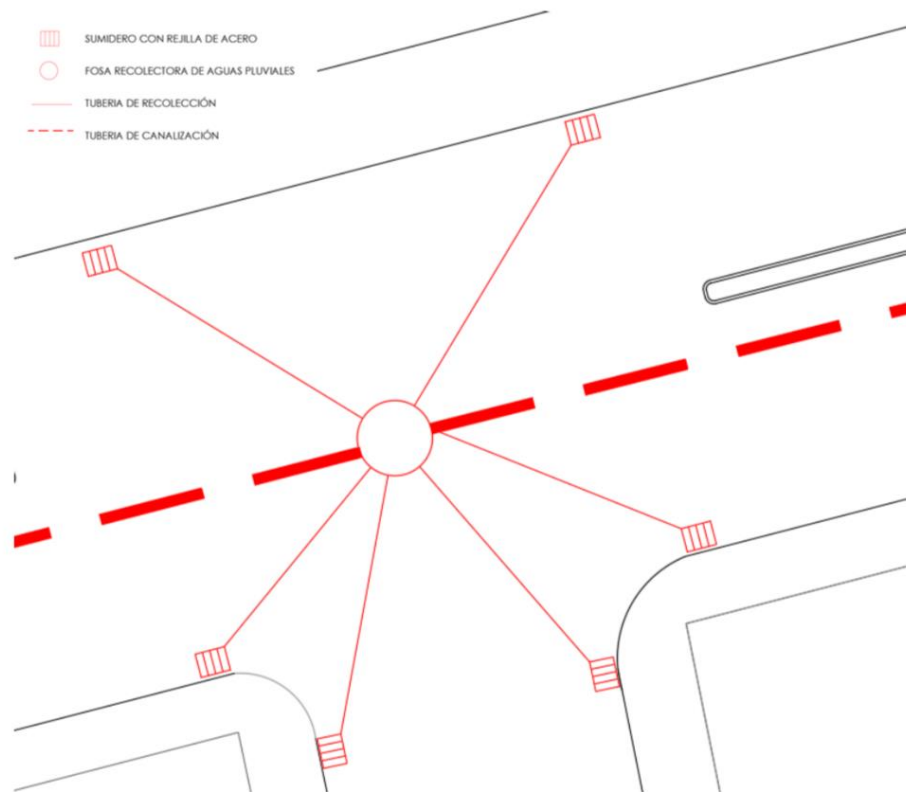 SUMIDERO CON REJILLA DE ACERO
FOSA RECOLECTORA DE AGUAS PLUVIALES
TUBERIA DE RECOLECCIÓN
TUBERIA DE CANALIZACIÓN